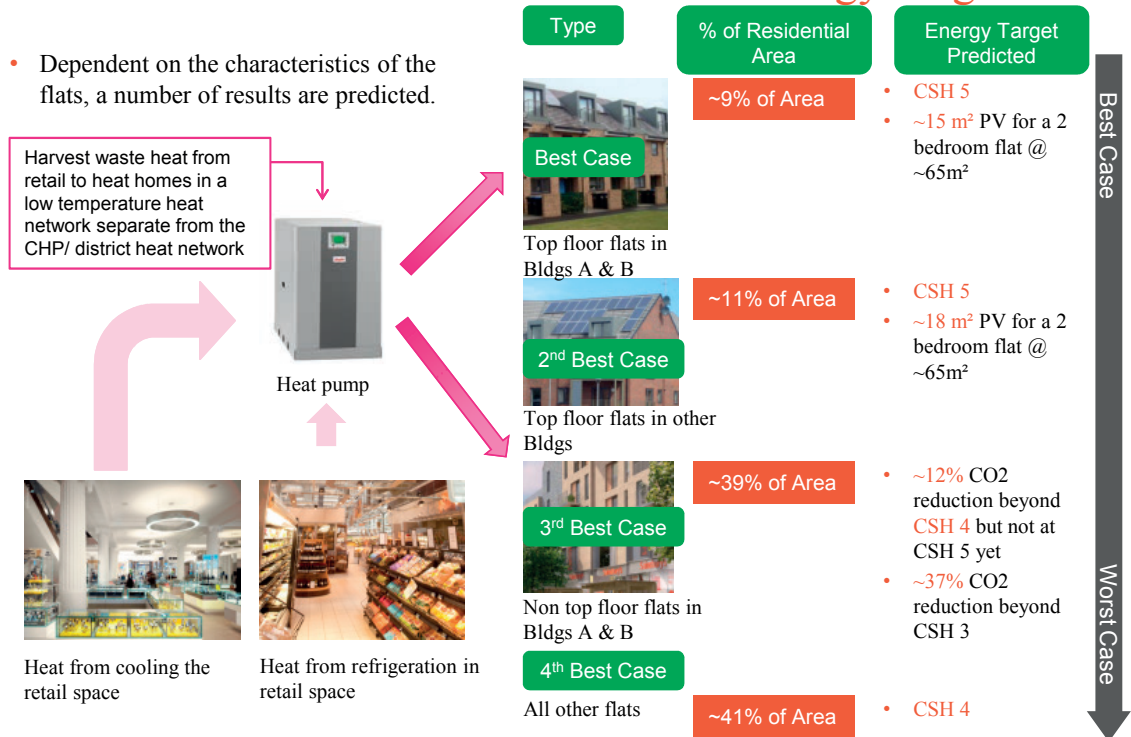 • Dependent on the characteristics of the
flats, a number of results are predicted.
Harvest waste heat from
retail to heat homes in a
low temperature heat
network separate from the
CHP/ district heat network
Heat pump
Heat from cooling the
retail space
Heat from refrigeration in
retail space
Type
% of Residential
Area
Energy Target
Predicted
Best Case
Top floor flats in
Bldgs A & B
~9% of Area
• CSH 5
• ~15 m² PV for a 2
bedroom flat @
~65m²
2nd Best Case
Top floor flats in other
Bldgs
~11% of Area
• CSH 5
• ~18 m² PV for a 2
bedroom flat @
~65m²
3rd Best Case
Non top floor flats in
Bldgs A & B
~39% of Area
• ~12% CO2
reduction beyond
CSH 4 but not at
CSH 5 yet
• ~37% CO2
reduction beyond
CSH 3
4th Best Case
All other flats
~41% of Area
• CSH 4
Best Case
Worst Case